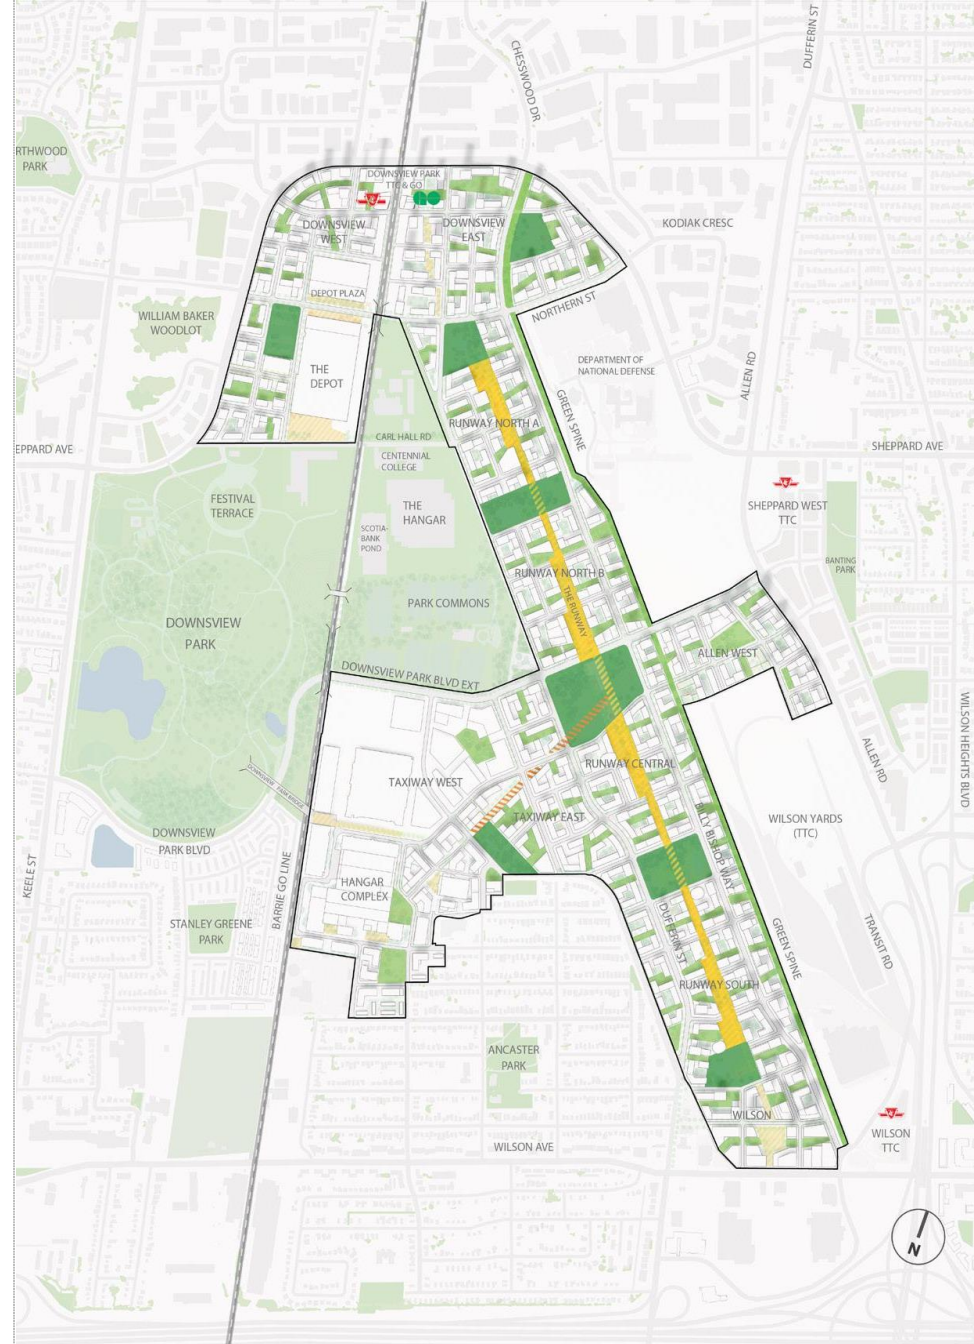 DUFFERIN ST
CHESSWOOD DR
RTHWOOD
PARK
DOWNSVIEW PARK
TTC & GO
DOWNSVIEW
WEST
DOWNSVIEW
EAST
KODIAK CRESC
DEPOT PLAZA
NORTHERN ST
WILLIAM BAKER
WOODLOT
THE
DEPOT
DEPARTMENT OF
NATIONAL DEFENSE
ALLEN RD
GREEN SPINE
RUNWAY NORTH A
CARL HALL RD
EPPARD AVE
SHEPPARD AVE
CENTENNIAL
COLLEGE
FESTIVAL
TERRACE
THE
HANGAR
SCOTIA-
BANK
POND
SHEPPARD WEST
TTC
BANTING
PARK
RUNWAY NORTH B
THE RUNWAY
PARK COMMONS
DOWNSVIEW
PARK
ALLEN WEST
DOWNSVIEW PARK BLVD EXT
WILSON HEIGHTS BLVD
ALLEN RD
RUNWAY CENTRAL
TAXIWAY WEST
TAXIWAY EAST
BILLY BISHOP WAY
WILSON YARDS
(TTC)
DOWNSVIEW
PARK BLVD
KEELE ST
BARRIE GO LINE
HANGAR
COMPLEX
STANLEY GREENE
PARK
DUFFERIN ST
GREEN SPINE
TRANSIT RD
RUNWAY SOUTH
ANCASTER
PARK
WILSON
WILSON AVE
WILSON
TTC
N